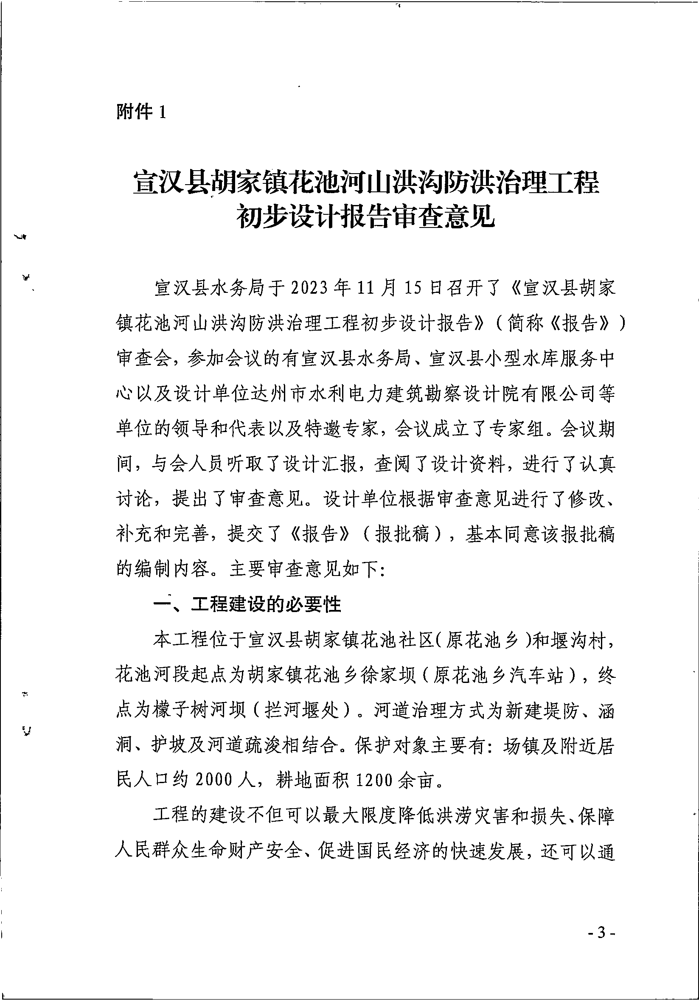 附件 1
宣汉县胡家镇花池河山洪沟防洪治理工程
初步设计报告审查意见
宣汉县水务局于 2023 年 11 月 15 日召开了《宣汉县胡家
镇花池河山洪沟防洪治理工程初步设计报告》（简称《报告》）
审查会，参加会议的有宣汉县水务局、宣汉县小型水库服务中
心以及设计单位达州市水利电力建筑勘察设计院有限公司等
单位的领导和代表以及特邀专家，会议成立了专家组。会议期
间，与会人员听取了设计汇报，查阅了设计资料，进行了认真
讨论，提出了审查意见。设计单位根据审查意见进行了修改、
补充和完善，提交了《报告》（报批稿），基本同意该报批稿
的编制内容。主要审查意见如下：
一、工程建设的必要性
本工程位于宣汉县胡家镇花池社区(原花池乡)和堰沟村，
花池河段起点为胡家镇花池乡徐家坝（原花池乡汽车站），终
点为檬子树河坝（拦河堰处）。河道治理方式为新建堤防、涵
洞、护坡及河道疏浚相结合。保护对象主要有：场镇及附近居
民人口约 2000 人，耕地面积 1200 余亩。
工程的建设不但可以最大限度降低洪涝灾害和损失、保障
人民群众生命财产安全、促进国民经济的快速发展，还可以通
- 3 -